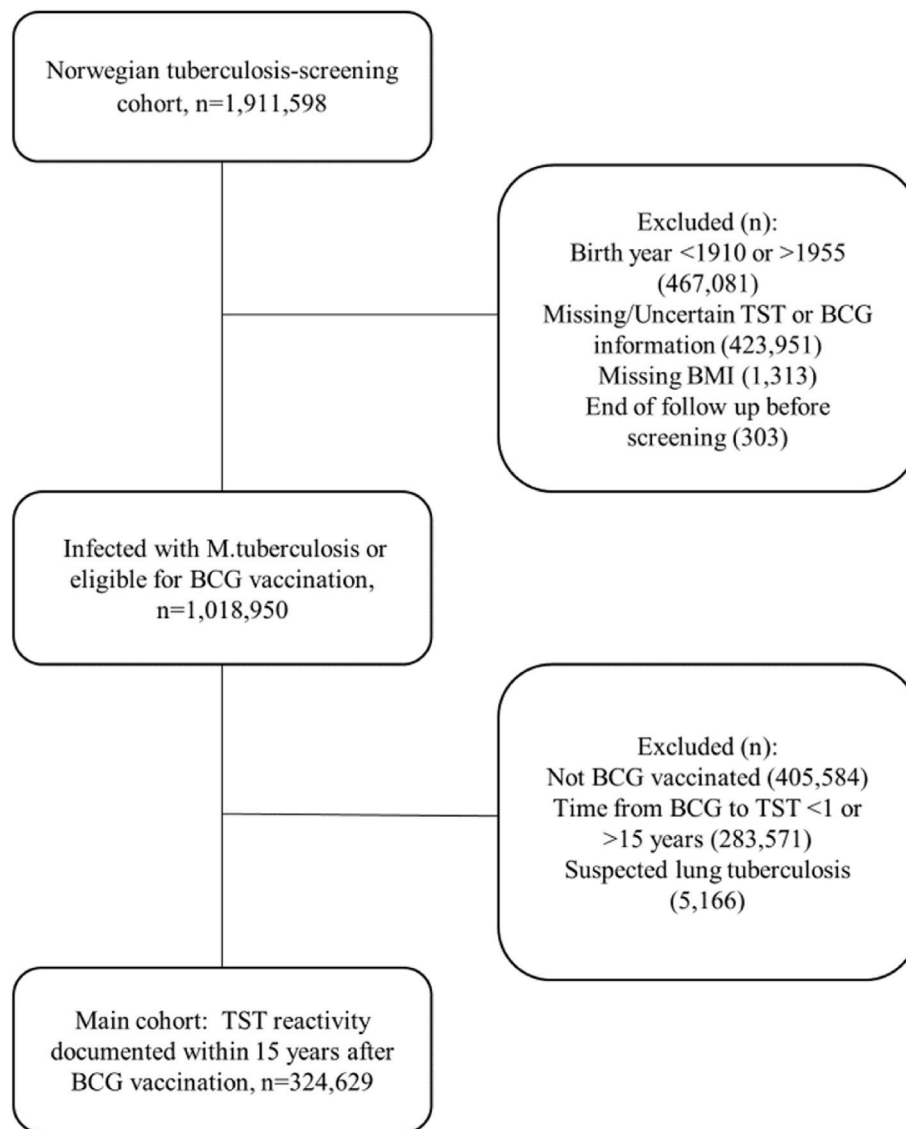 Norwegian tuberculosis-screening
cohort, n=1,911,598
Excluded (n):
Birth year <1910 or >1955
(467,081)
Missing/Uncertain TST or BCG
information (423,951)
Missing BMI (1,313)
End of follow up before
screening (303)
Infected with M.tuberculosis or
eligible for BCG vaccination,
n=1,018,950
Excluded (n):
Not BCG vaccinated (405,584)
Time from BCG to TST <1 or
>15 years (283,571)
Suspected lung tuberculosis
(5,166)
Main cohort:  TST reactivity
documented within 15 years after
BCG vaccination, n=324,629